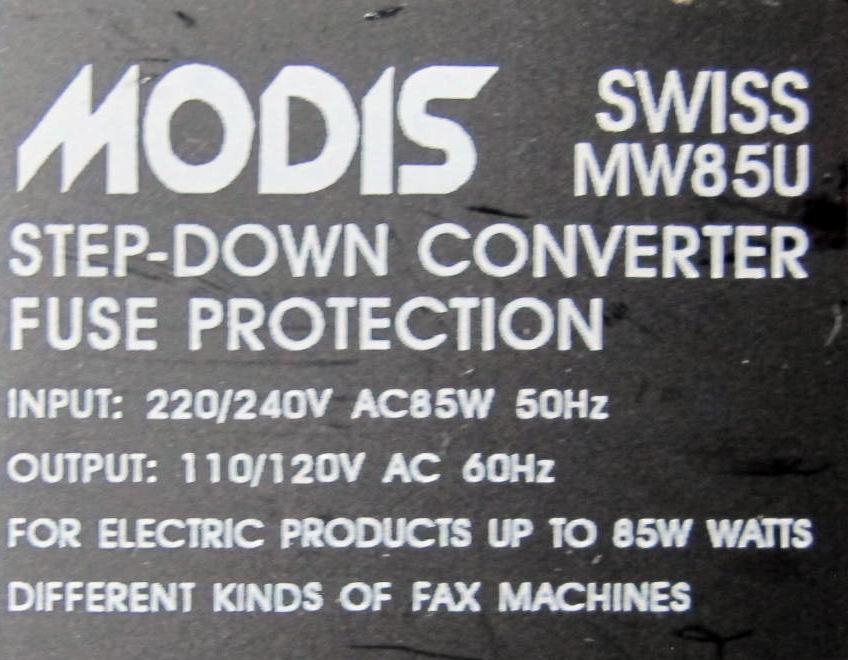 MODIS SWISS
MW85U
STEP-DOWN CONVERTER
FUSE PROTECTION
INPUT: 220/240V AC85W 50Hz
OUTPUT: 110/120V AC 60Hz
FOR ELECTRIC PRODUCTS UP TO 85W WATTS
DIFFERENT KINDS OF FAX MACHINES